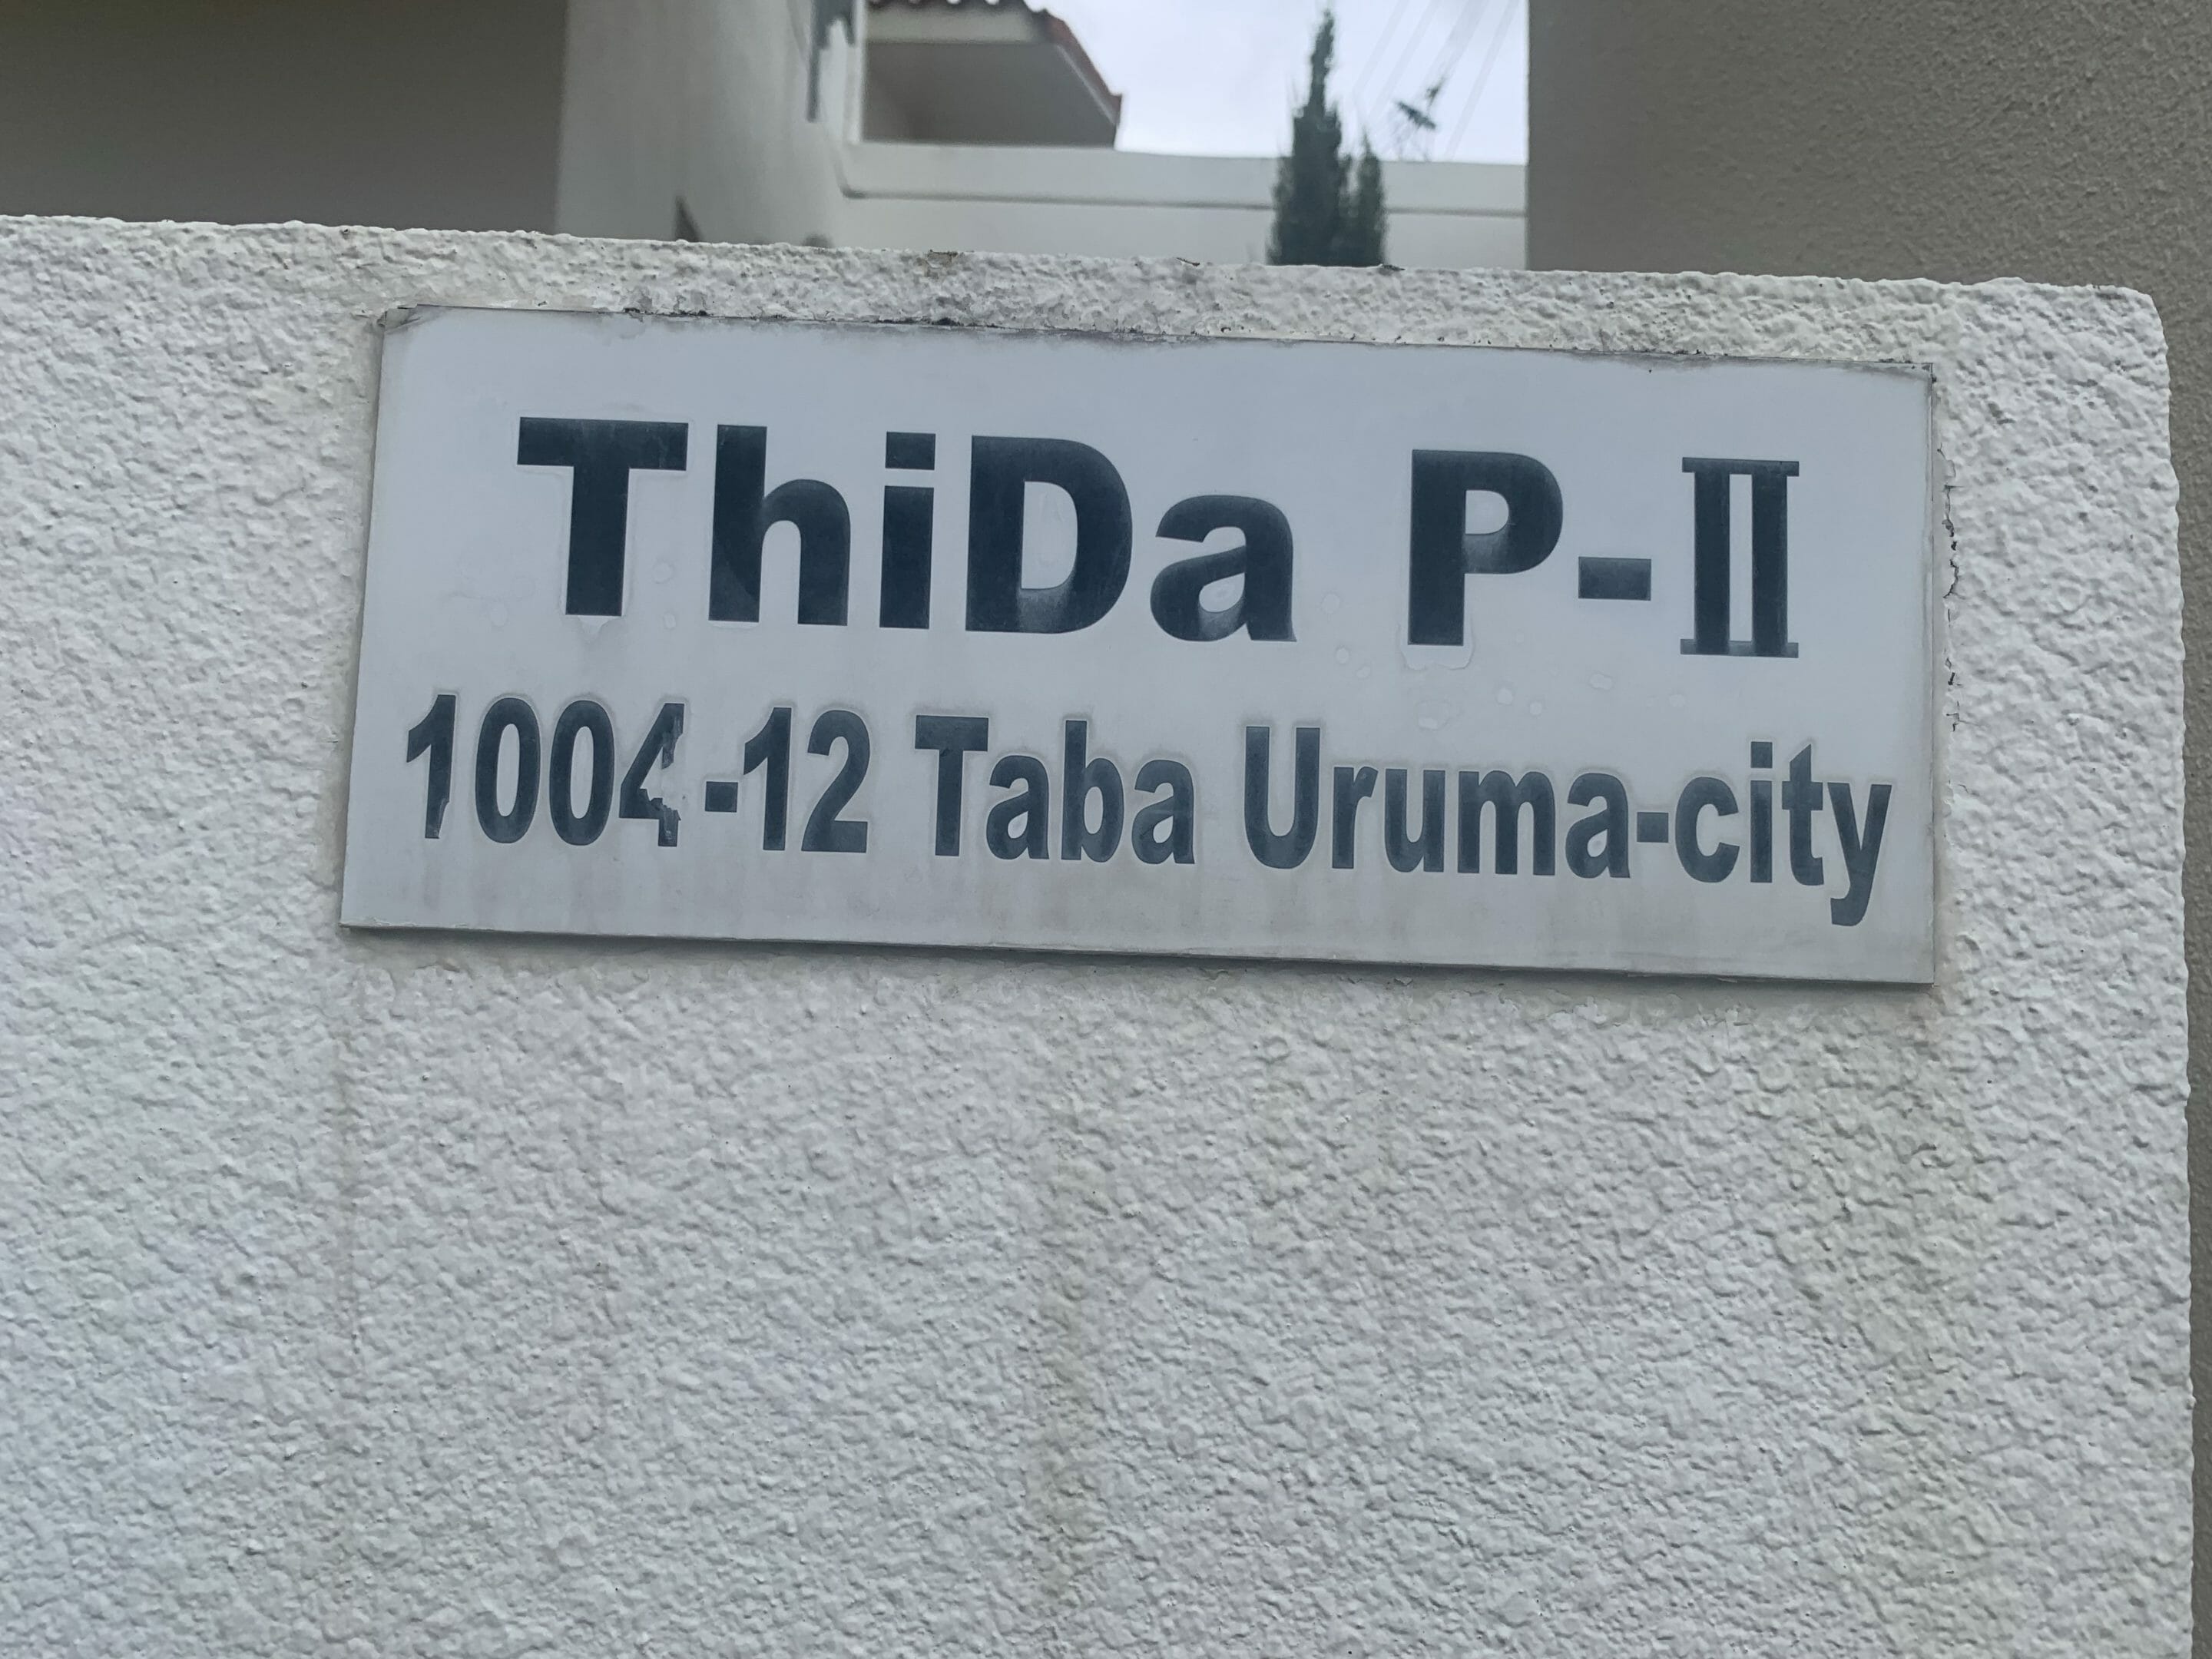 ThiDa P-Ⅱ
1004-12 Taba Uruma-city